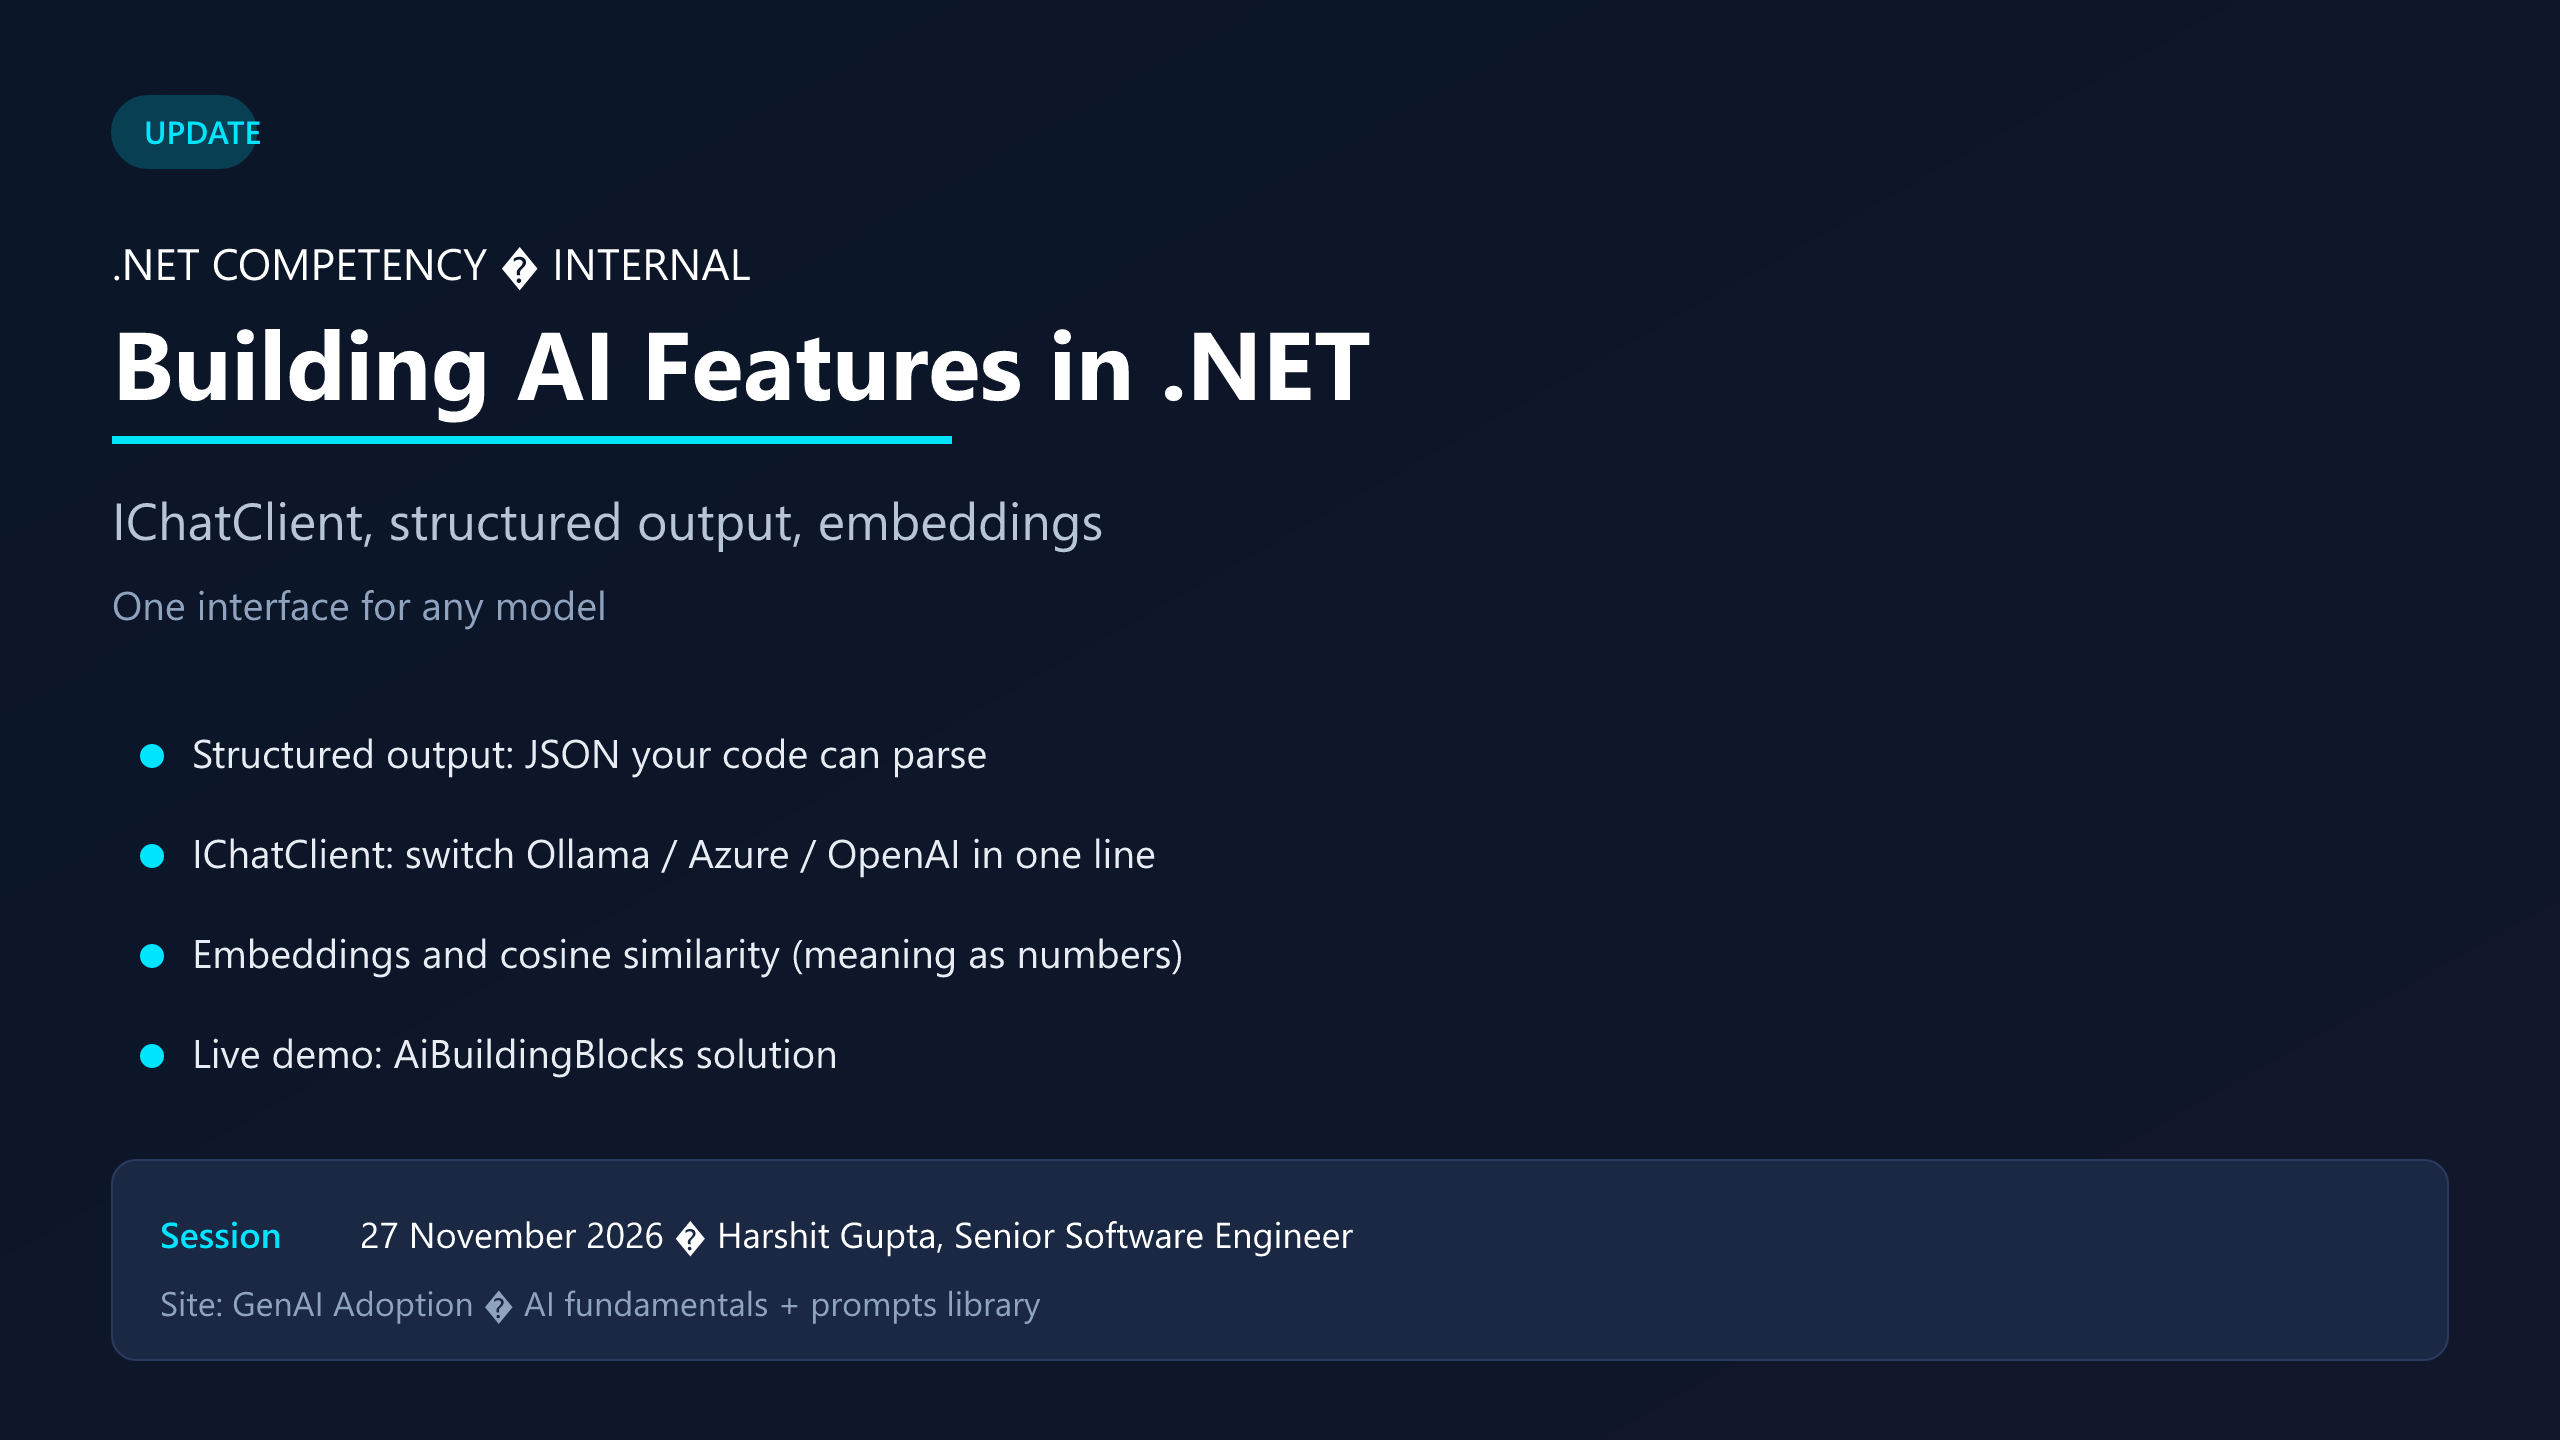 UPDATE
.NET COMPETENCY � INTERNAL
Building AI Features in .NET
IChatClient, structured output, embeddings
One interface for any model
Structured output: JSON your code can parse
IChatClient: switch Ollama / Azure / OpenAI in one line
Embeddings and cosine similarity (meaning as numbers)
Live demo: AiBuildingBlocks solution
Session 27 November 2026 � Harshit Gupta, Senior Software Engineer
Site: GenAI Adoption � AI fundamentals + prompts library